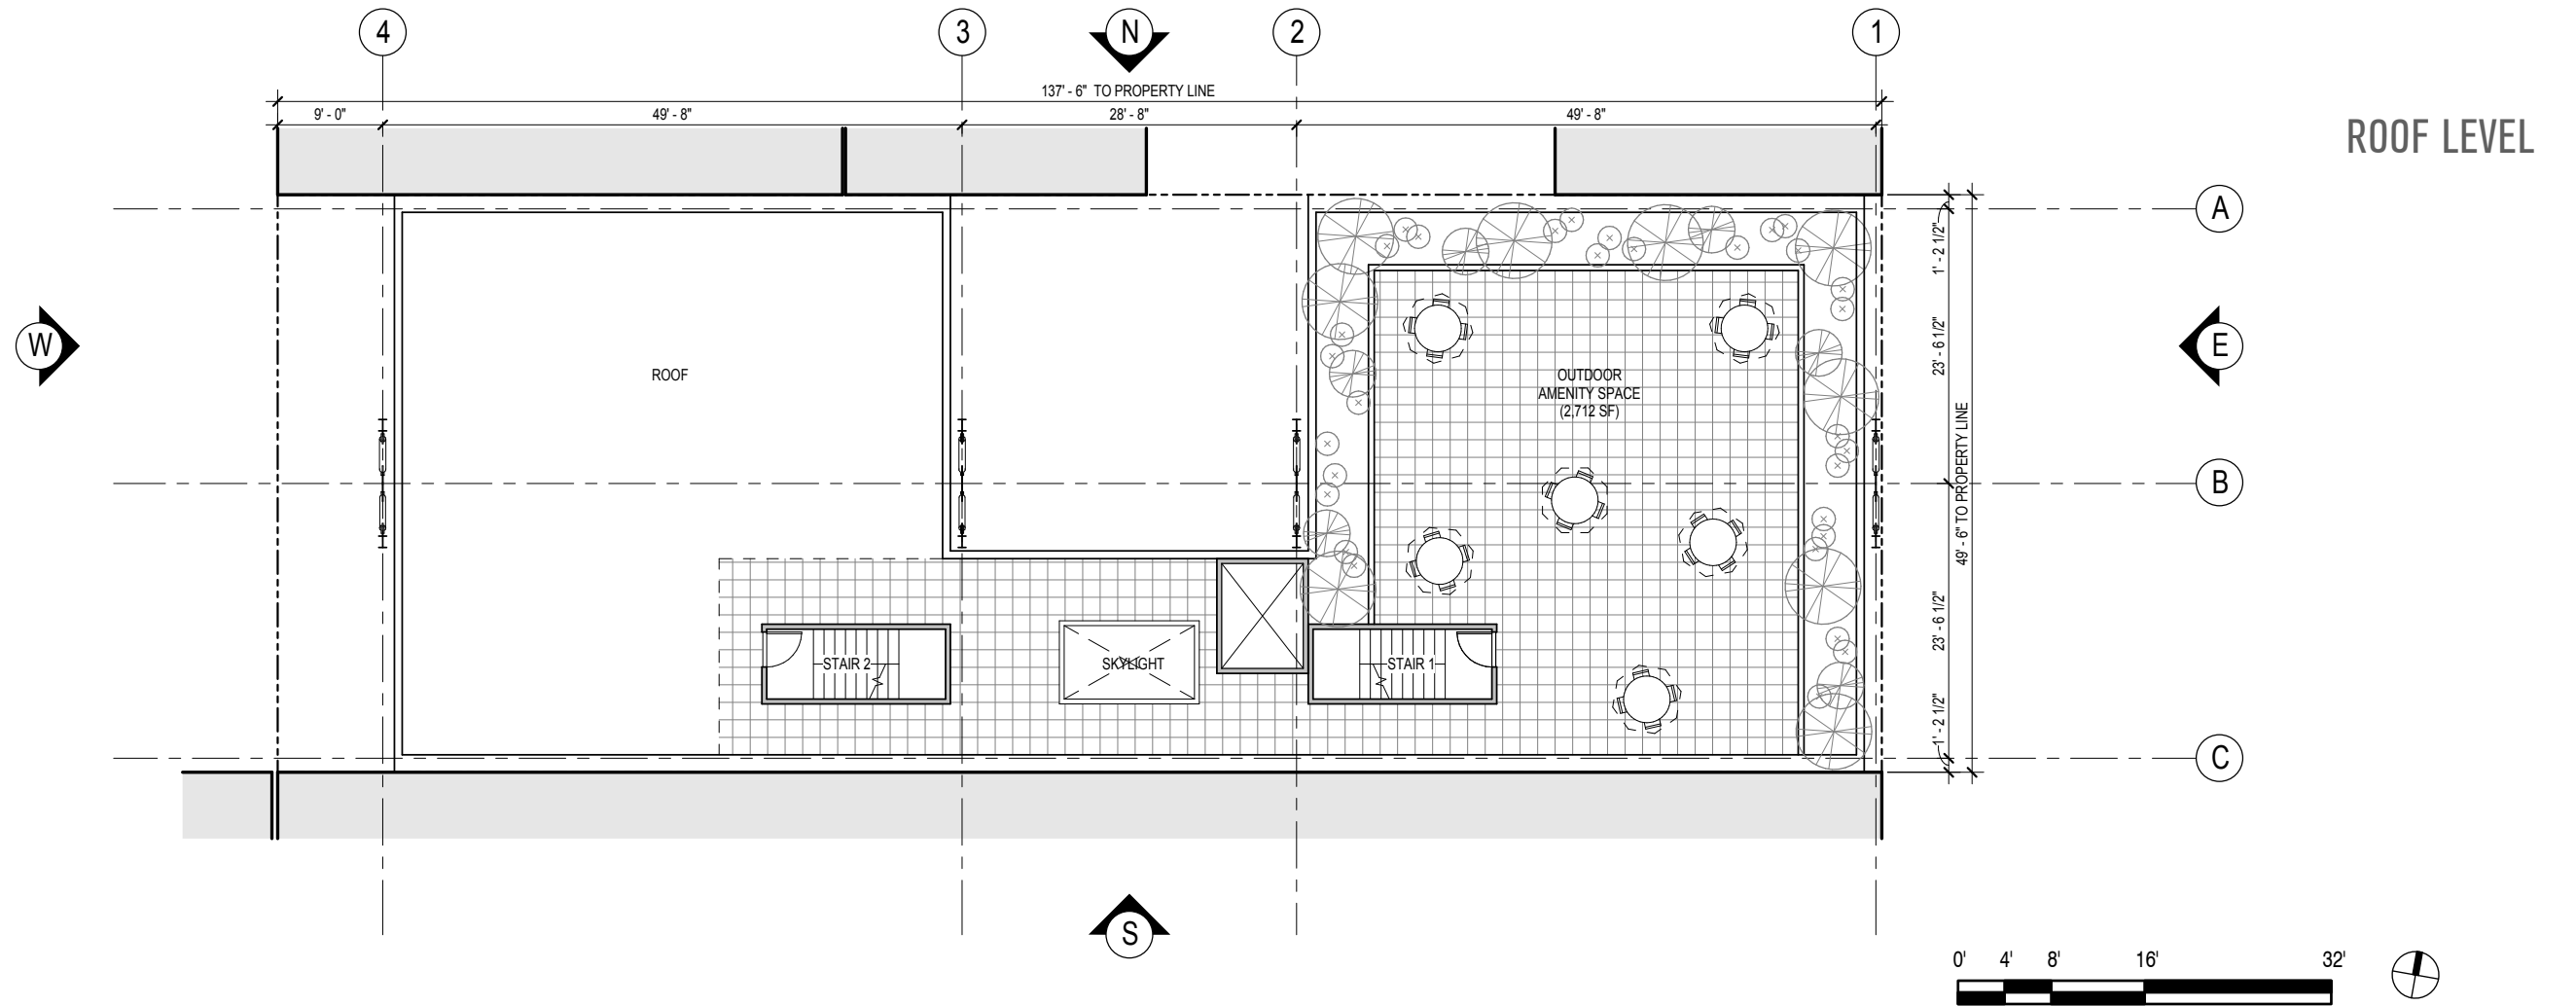 4
3
N
2
1
137' - 6" TO PROPERTY LINE
9' - 0"
49' - 8"
28' - 8"
49' - 8"
ROOF LEVEL
A
1' - 2 1/2"
W
23' - 6 1/2"
E
ROOF
OUTDOOR
AMENITY SPACE
(2,712 SF)
49' - 6" TO PROPERTY LINE
B
23' - 6 1/2"
STAIR 2
SKYLIGHT
STAIR 1
1' - 2 1/2"
C
S
0' 4' 8' 16' 32'